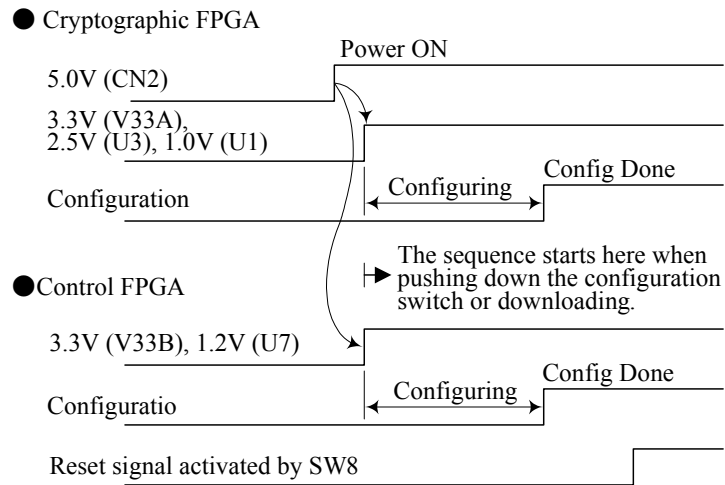 ● Cryptographic FPGA
Power ON
5.0V (CN2)
3.3V (V33A),
2.5V (U3), 1.0V (U1)
Config Done
Configuring
Configuration
The sequence starts here when
pushing down the configuration
switch or downloading.
●Control FPGA
3.3V (V33B), 1.2V (U7)
Config Done
Configuring
Configuratio
Reset signal activated by SW8